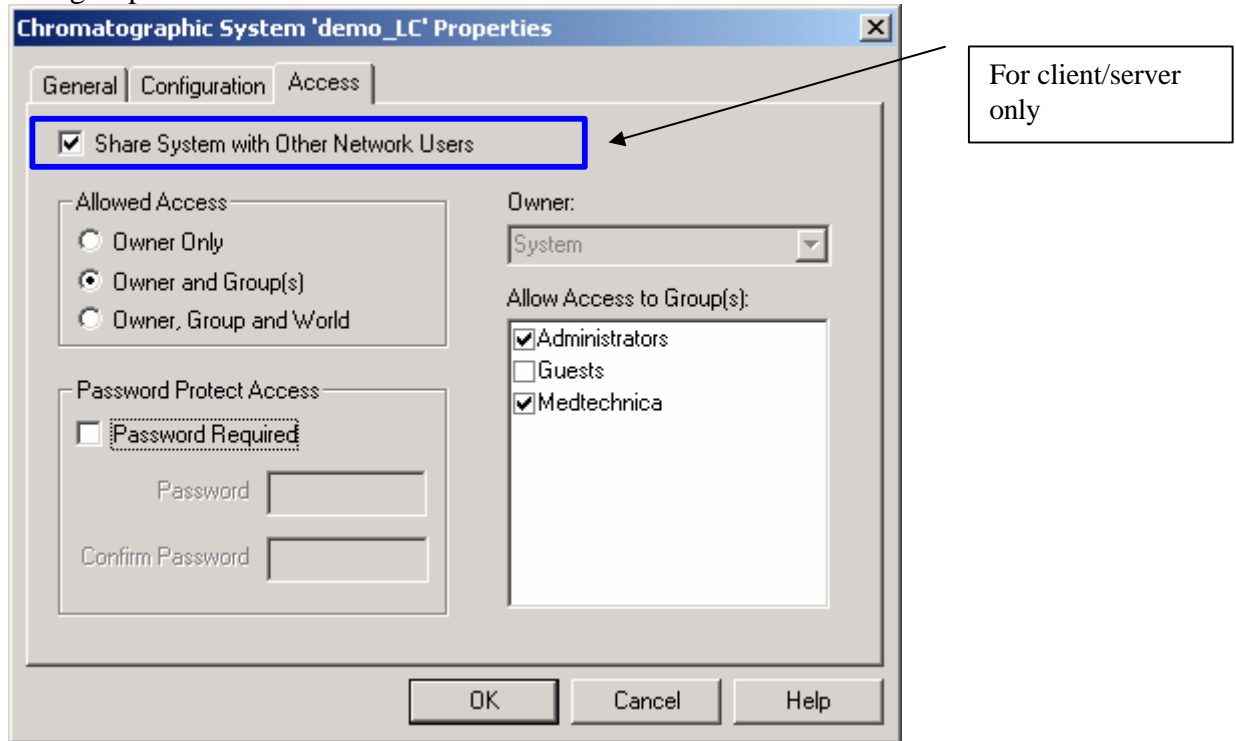 Chromatographic System 'demo_LC' Properties
General
Configuration
Access
Share System with Other Network Users
For client/server
only
Allowed Access
Owner Only
Owner and Group(s)
Owner, Group and World
Owner:
System
Allow Access to Group(s):
Administrators
Guests
Medtechnica
Password Protect Access
Password Required
Password
Confirm Password
OK
Cancel
Help